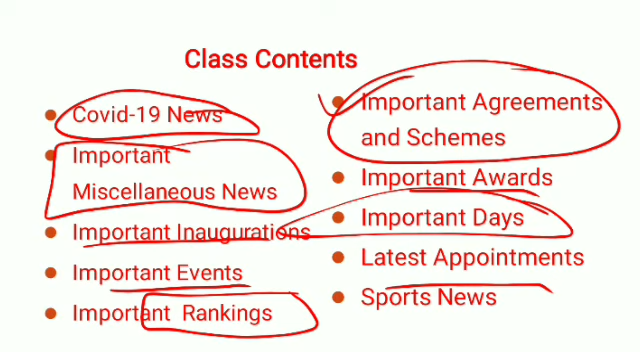 Class Contents
Covid-19 News
Important
Miscellaneous News
Important Inaugurations
Important Events
Important Rankings
Important Agreements
and Schemes
Important Awards
Important Days
Latest Appointments
Sports News